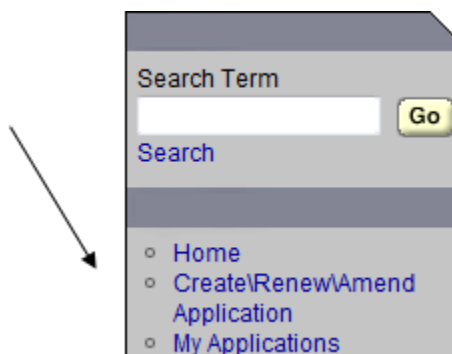 Search Term
Go
Search
Home
Create\Renew\Amend
Application
My Applications